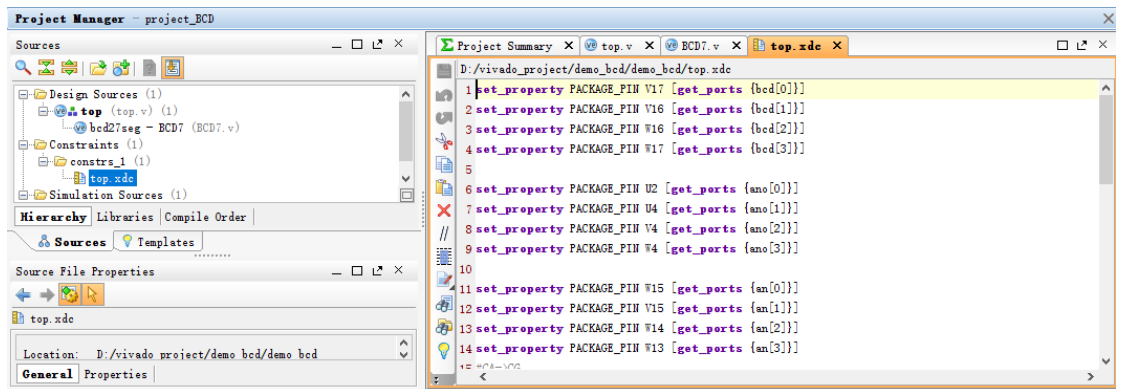 Project Manager - project_BCD
Sources
Design Sources (1)
top (top.v) (1)
bcd27seg - BCD7 (BCD7.v)
Constraints (1)
constrs_1 (1)
top.xdc
Simulation Sources (1)
Hierarchy Libraries Compile Order
Sources Templates
Source File Properties
top.xdc
Location: D:/vivado_project/demo_bcd/demo_bcd
General Properties
Project Summary top.v BCD7.v top.xdc
D:/vivado_project/demo_bcd/demo_bcd/top.xdc
1 set_property PACKAGE_PIN V17 [get_ports {bcd[0]}]
2 set_property PACKAGE_PIN V16 [get_ports {bcd[1]}]
3 set_property PACKAGE_PIN W16 [get_ports {bcd[2]}]
4 set_property PACKAGE_PIN W17 [get_ports {bcd[3]}]
5
6 set_property PACKAGE_PIN U2 [get_ports {ano[0]}]
7 set_property PACKAGE_PIN U4 [get_ports {ano[1]}]
8 set_property PACKAGE_PIN V4 [get_ports {ano[2]}]
9 set_property PACKAGE_PIN W4 [get_ports {ano[3]}]
10
11 set_property PACKAGE_PIN W15 [get_ports {an[0]}]
12 set_property PACKAGE_PIN V15 [get_ports {an[1]}]
13 set_property PACKAGE_PIN W14 [get_ports {an[2]}]
14 set_property PACKAGE_PIN W13 [get_ports {an[3]}]
15 #CA->CG